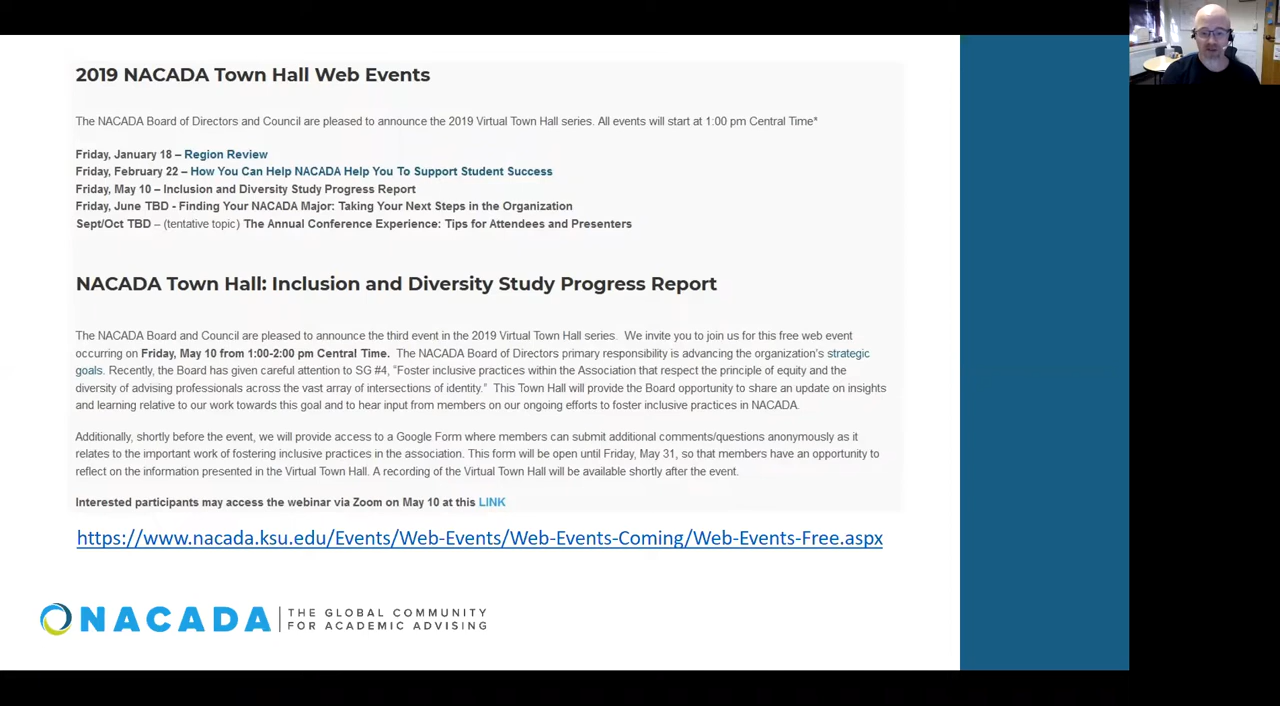 2019 NACADA Town Hall Web Events
The NACADA Board of Directors and Council are pleased to announce the 2019 Virtual Town Hall series. All events will start at 1:00 pm Central Time*
Friday, January 18 – Region Review
Friday, February 22 – How You Can Help NACADA Help You To Support Student Success
Friday, May 10 – Inclusion and Diversity Study Progress Report
Friday, June TBD - Finding Your NACADA Major: Taking Your Next Steps in the Organization
Sept/Oct TBD – (tentative topic) The Annual Conference Experience: Tips for Attendees and Presenters
NACADA Town Hall: Inclusion and Diversity Study Progress Report
The NACADA Board and Council are pleased to announce the third event in the 2019 Virtual Town Hall series.  We invite you to join us for this free web event
occurring on Friday, May 10 from 1:00-2:00 pm Central Time.  The NACADA Board of Directors primary responsibility is advancing the organization's strategic
goals. Recently, the Board has given careful attention to SG #4, "Foster inclusive practices within the Association that respect the principle of equity and the
diversity of advising professionals across the vast array of intersections of identity."  This Town Hall will provide the Board opportunity to share an update on insights
and learning relative to our work towards this goal and to hear input from members on our ongoing efforts to foster inclusive practices in NACADA.
Additionally, shortly before the event, we will provide access to a Google Form where members can submit additional comments/questions anonymously as it
relates to the important work of fostering inclusive practices in the association. This form will be open until Friday, May 31, so that members have an opportunity to
reflect on the information presented in the Virtual Town Hall. A recording of the Virtual Town Hall will be available shortly after the event.
Interested participants may access the webinar via Zoom on May 10 at this LINK
https://www.nacada.ksu.edu/Events/Web-Events/Web-Events-Coming/Web-Events-Free.aspx
NACADA
THE GLOBAL COMMUNITY
FOR ACADEMIC ADVISING